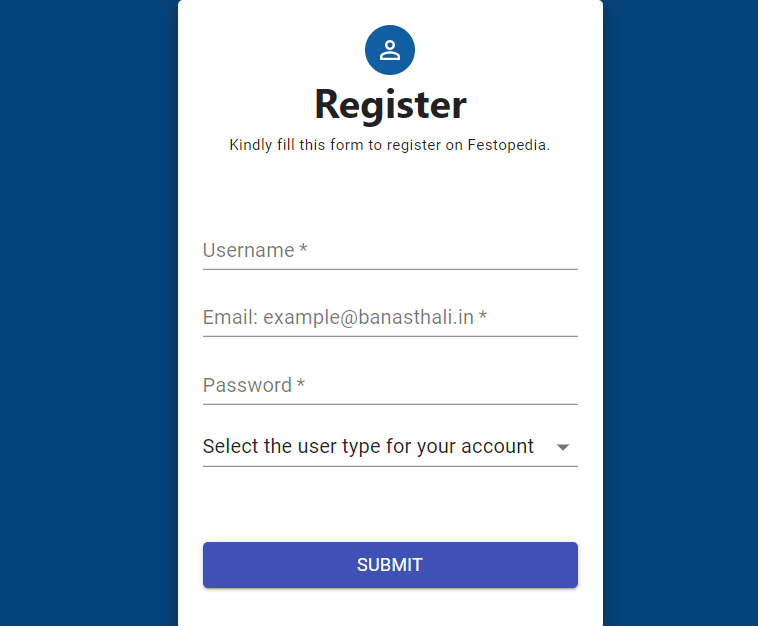 Register
Kindly fill this form to register on Festopedia.
Username *
Email: example@banasthali.in *
Password *
Select the user type for your account
SUBMIT